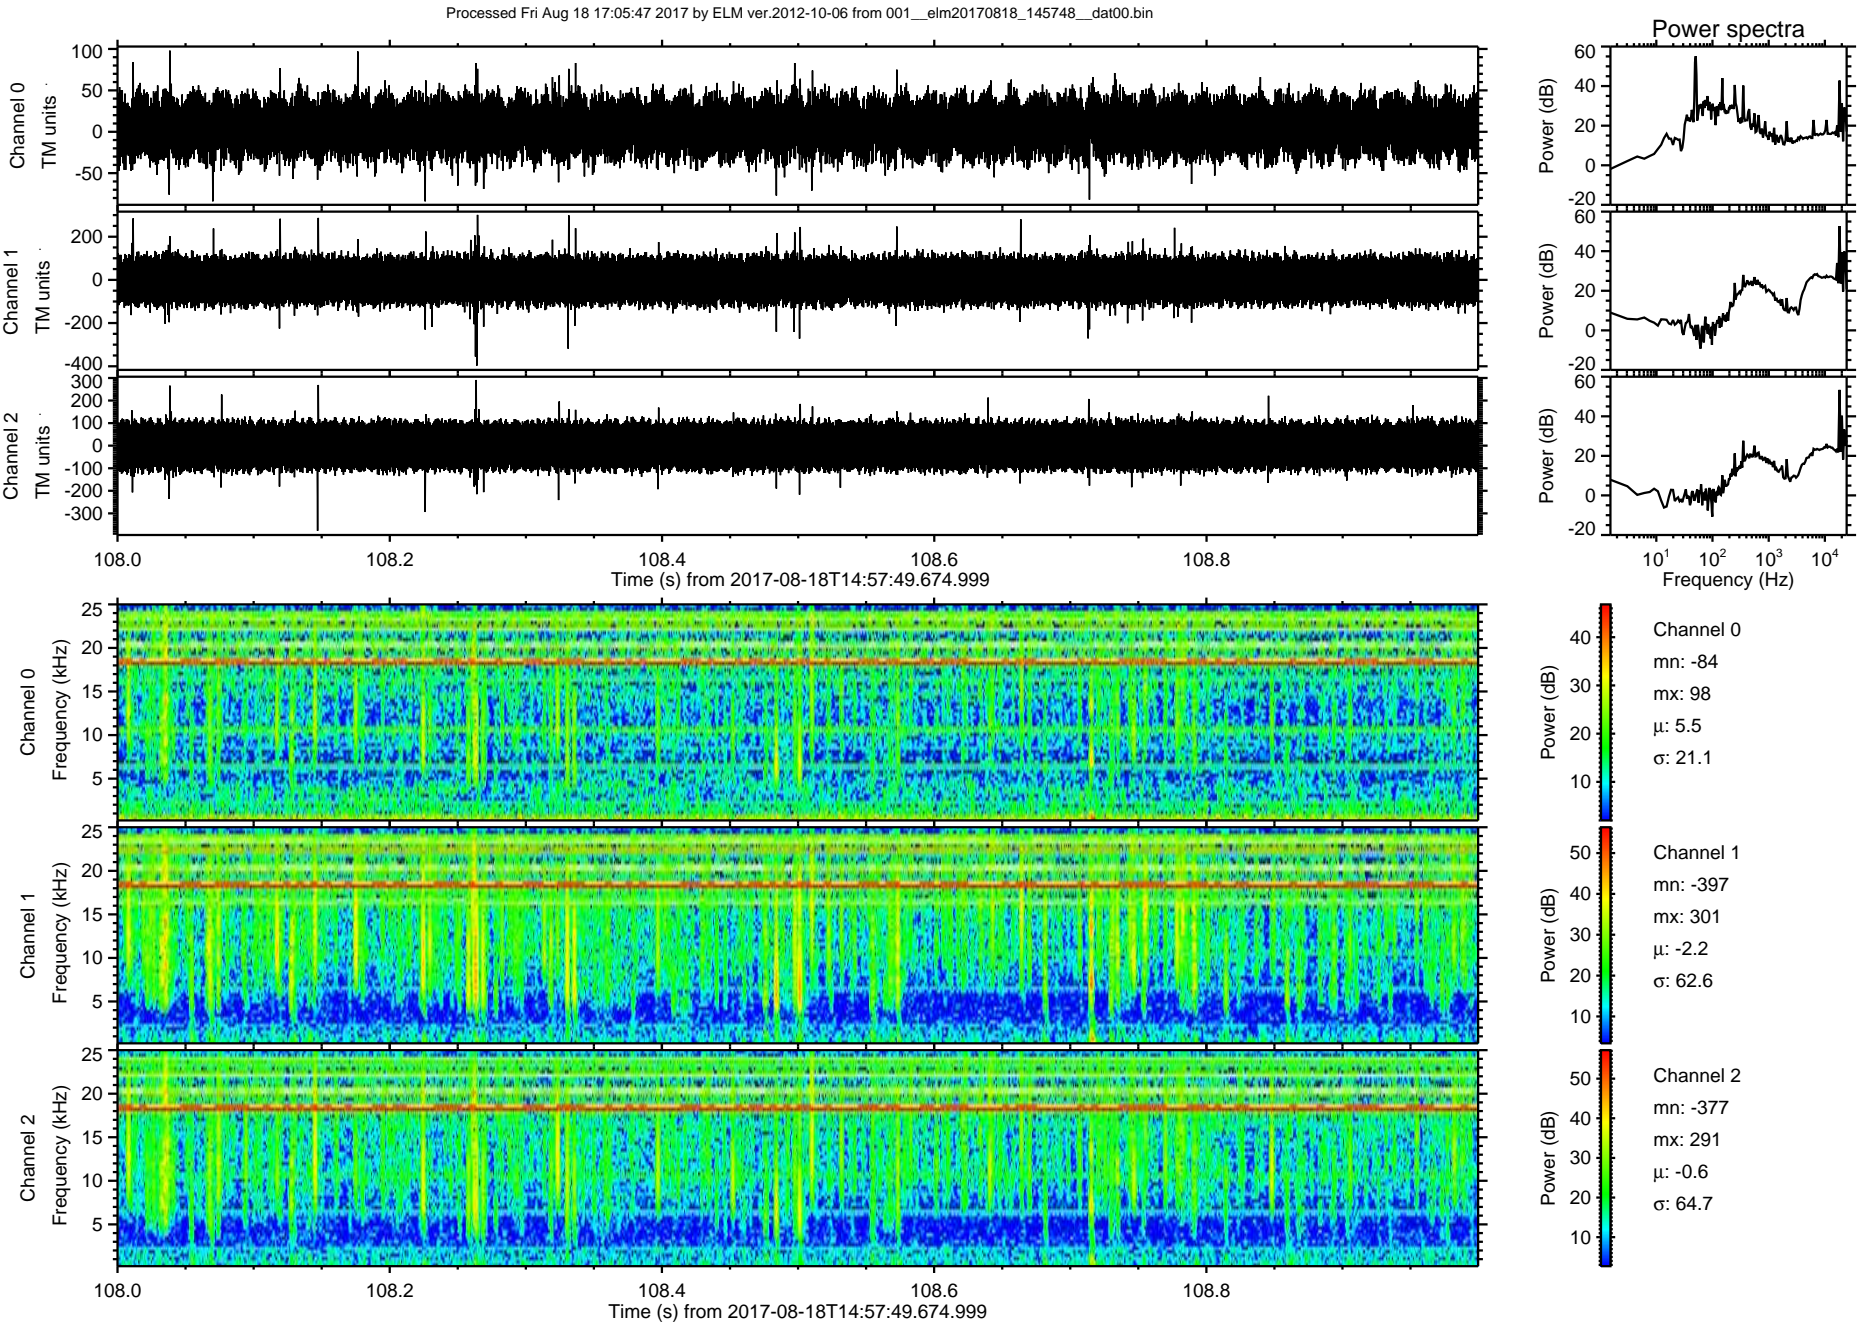 Processed Fri Aug 18 17:05:47 2017 by ELM ver.2012-10-06 from 001__elm20170818_145748__dat00.bin
Power spectra
Channel 0
TM units
100
50
0
-50
Power (dB)
60
40
20
0
-20
Channel 1
TM units
200
0
-200
-400
Power (dB)
60
40
20
0
-20
Channel 2
TM units
300
200
100
0
-100
-200
-300
Power (dB)
60
40
20
0
-20
108.0 108.2 108.4 108.6 108.8
Time (s) from 2017-08-18T14:57:49.674.999
10¹ 10² 10³ 10⁴
Frequency (Hz)
Channel 0
Frequency (kHz)
25
20
15
10
5
Power (dB)
40
30
20
10
Channel 0
mn: -84
mx: 98
μ: 5.5
σ: 21.1
Channel 1
Frequency (kHz)
25
20
15
10
5
Power (dB)
50
40
30
20
10
Channel 1
mn: -397
mx: 301
μ: -2.2
σ: 62.6
Channel 2
Frequency (kHz)
25
20
15
10
5
Power (dB)
50
40
30
20
10
Channel 2
mn: -377
mx: 291
μ: -0.6
σ: 64.7
108.0 108.2 108.4 108.6 108.8
Time (s) from 2017-08-18T14:57:49.674.999